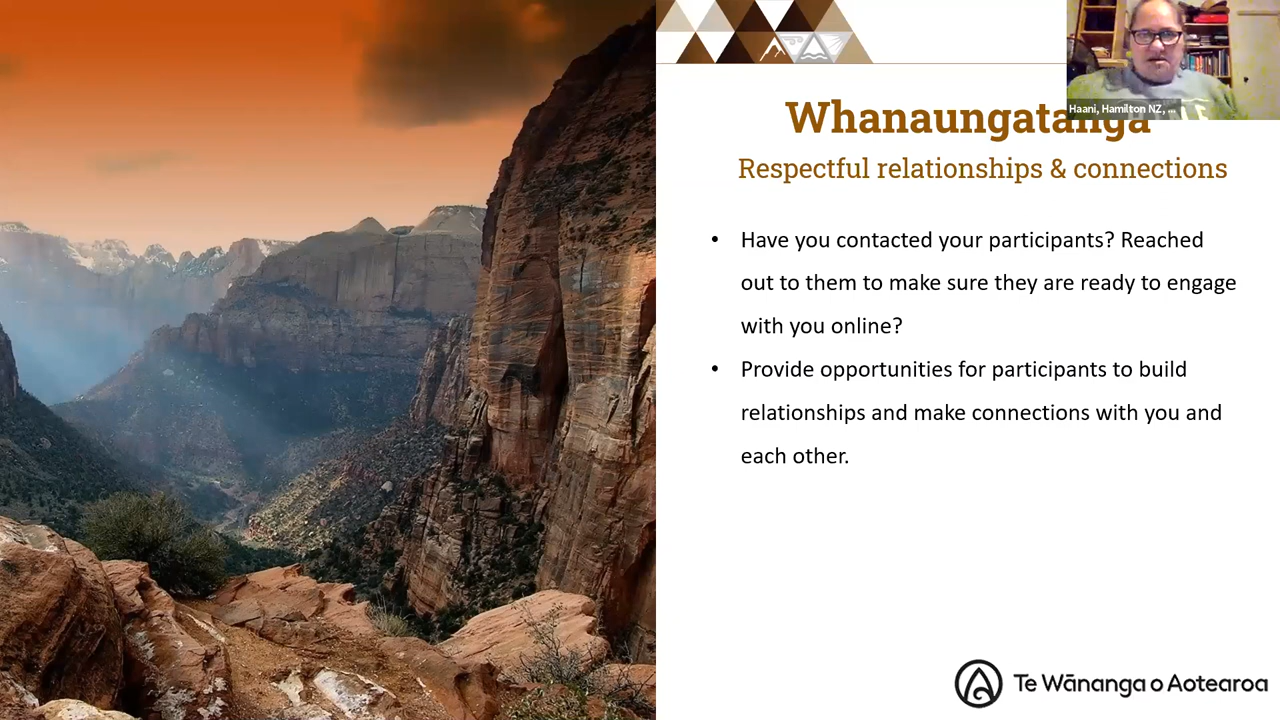 Haani, Hamilton NZ, ...
Whanaungatanga
Respectful relationships & connections
• Have you contacted your participants? Reached
out to them to make sure they are ready to engage
with you online?
• Provide opportunities for participants to build
relationships and make connections with you and
each other.
Te Wānanga o Aotearoa